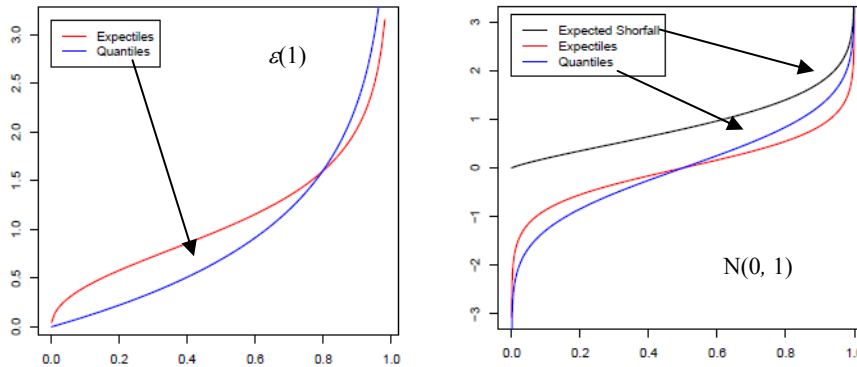 Expectiles
Quantiles
ε(1)
0.0 0.5 1.0 1.5 2.0 2.5 3.0
0.0 0.2 0.4 0.6 0.8 1.0
Expected Shortfall
Expectiles
Quantiles
N(0, 1)
-3 -2 -1 0 1 2 3
0.0 0.2 0.4 0.6 0.8 1.0